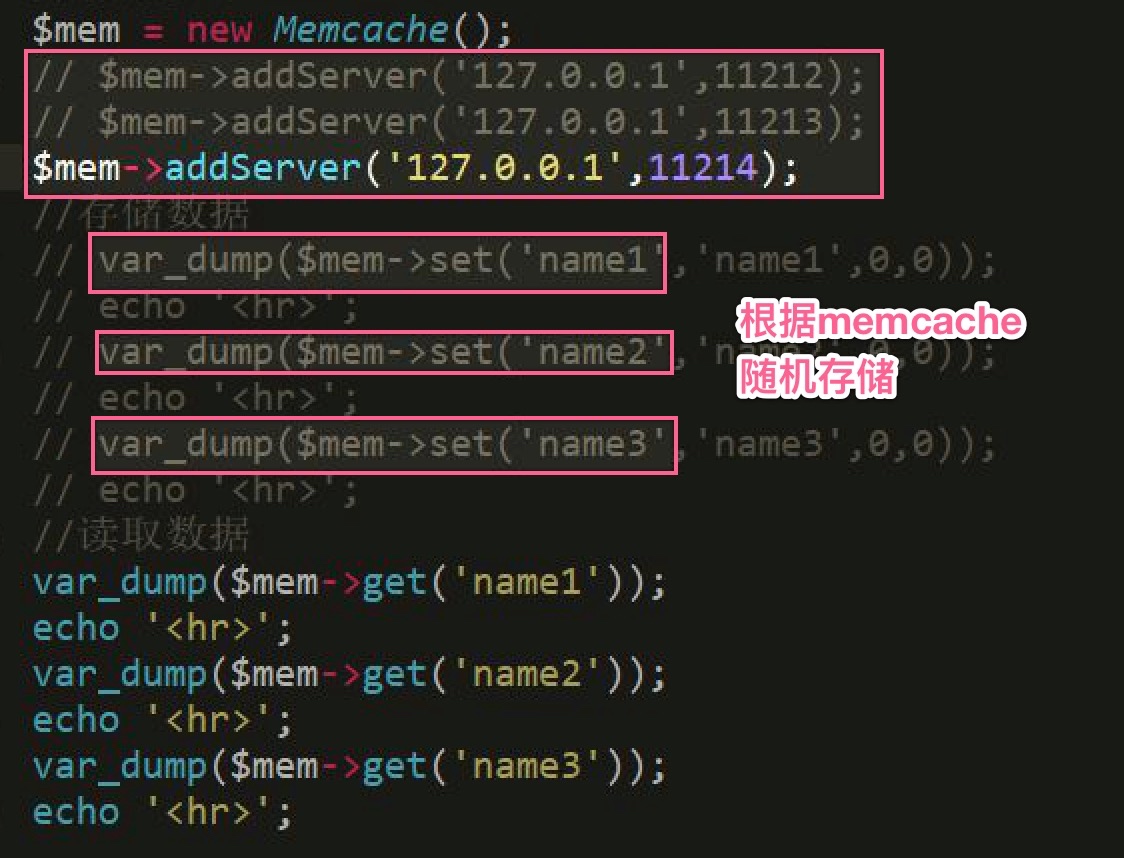 $mem = new Memcache();
// $mem->addServer('127.0.0.1',11212);
// $mem->addServer('127.0.0.1',11213);
$mem->addServer('127.0.0.1',11214);
//存储数据
// var_dump($mem->set('name1','name1',0,0));
// echo '<hr>';
// var_dump($mem->set('name2','name2',0,0));
// echo '<hr>';
// var_dump($mem->set('name3','name3',0,0));
// echo '<hr>';
//读取数据
var_dump($mem->get('name1'));
echo '<hr>';
var_dump($mem->get('name2'));
echo '<hr>';
var_dump($mem->get('name3'));
echo '<hr>';
根据memcache
随机存储